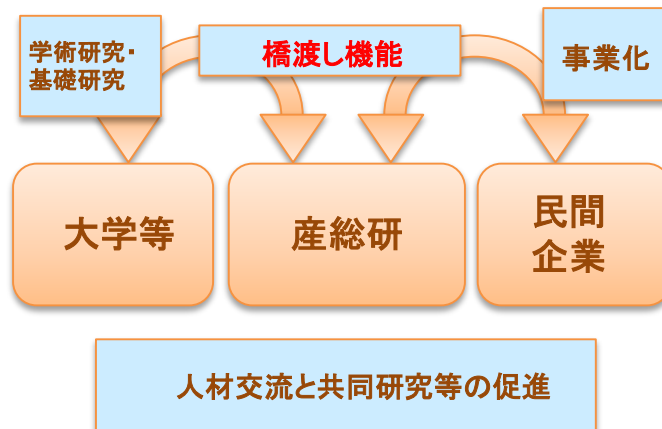 学術研究・
基礎研究
橋渡し機能
事業化
大学等
産総研
民間
企業
人材交流と共同研究等の促進